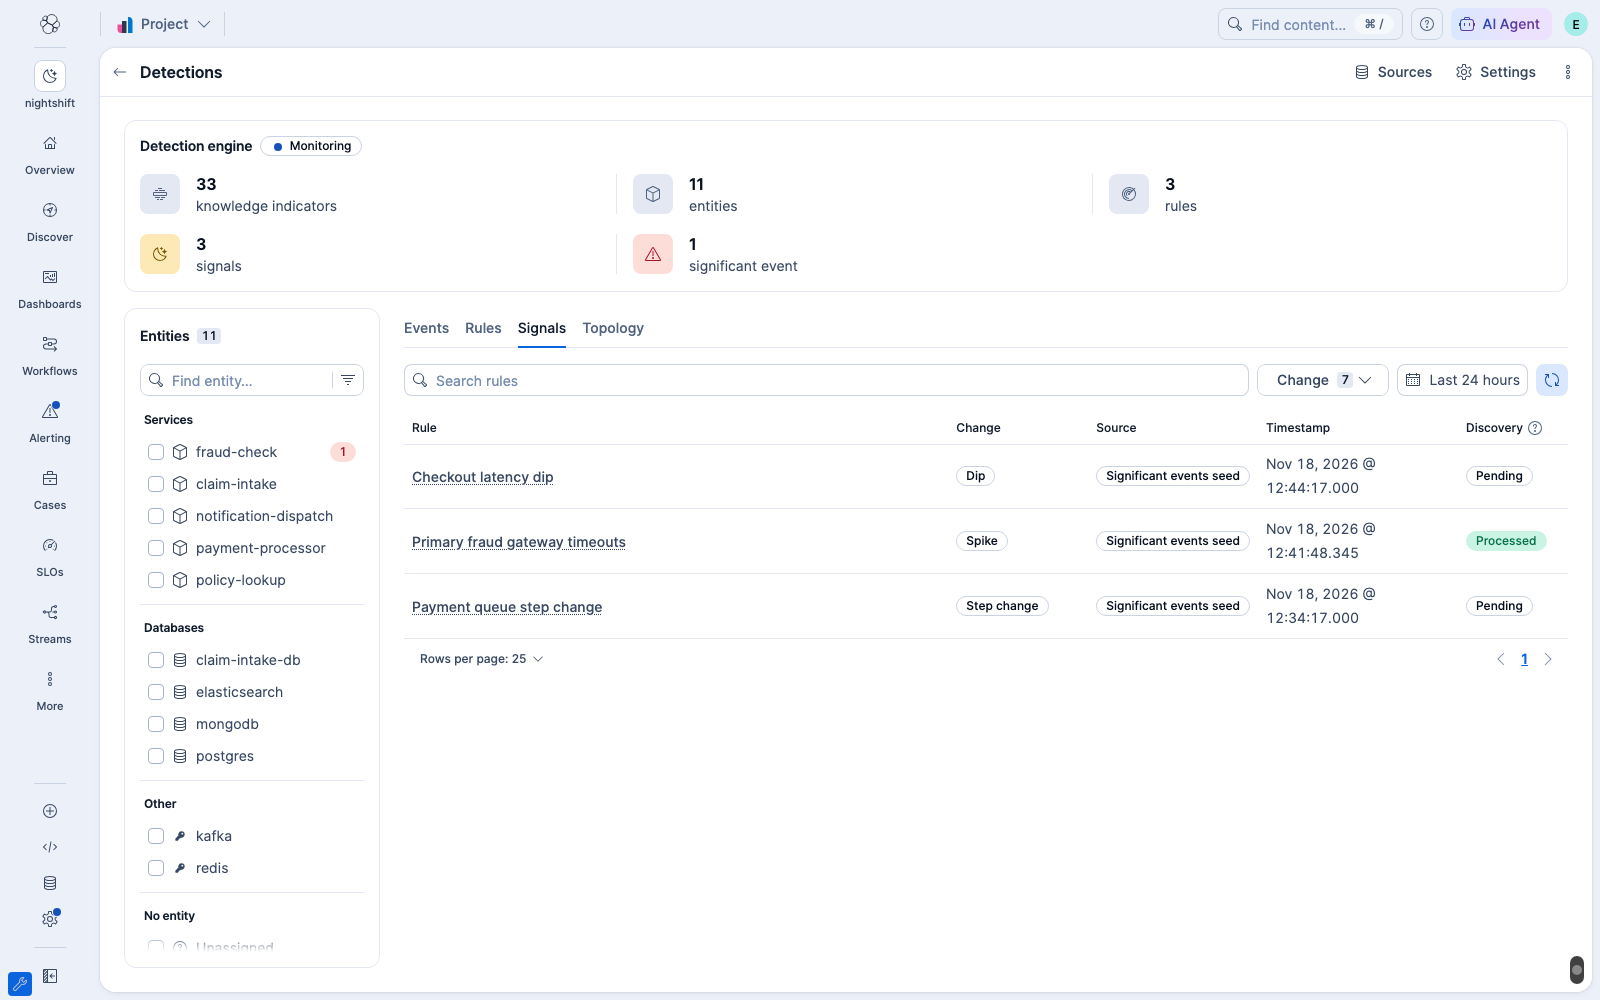 Project
Find content...
⌘ /
AI Agent
E
nightshift
Overview
Discover
Dashboards
Workflows
Alerting
Cases
SLOs
Streams
More
Detections
Sources
Settings
Detection engine
Monitoring
33
knowledge indicators
11
entities
3
rules
3
signals
1
significant event
Entities 11
Find entity...
Services
fraud-check 1
claim-intake
notification-dispatch
payment-processor
policy-lookup
Databases
claim-intake-db
elasticsearch
mongodb
postgres
Other
kafka
redis
No entity
Unassigned
Events Rules Signals Topology
Search rules
Change 7
Last 24 hours
Rule Change Source Timestamp Discovery
Checkout latency dip Dip Significant events seed Nov 18, 2026 @
12:44:17.000 Pending
Primary fraud gateway timeouts Spike Significant events seed Nov 18, 2026 @
12:41:48.345 Processed
Payment queue step change Step change Significant events seed Nov 18, 2026 @
12:34:17.000 Pending
Rows per page: 25
1